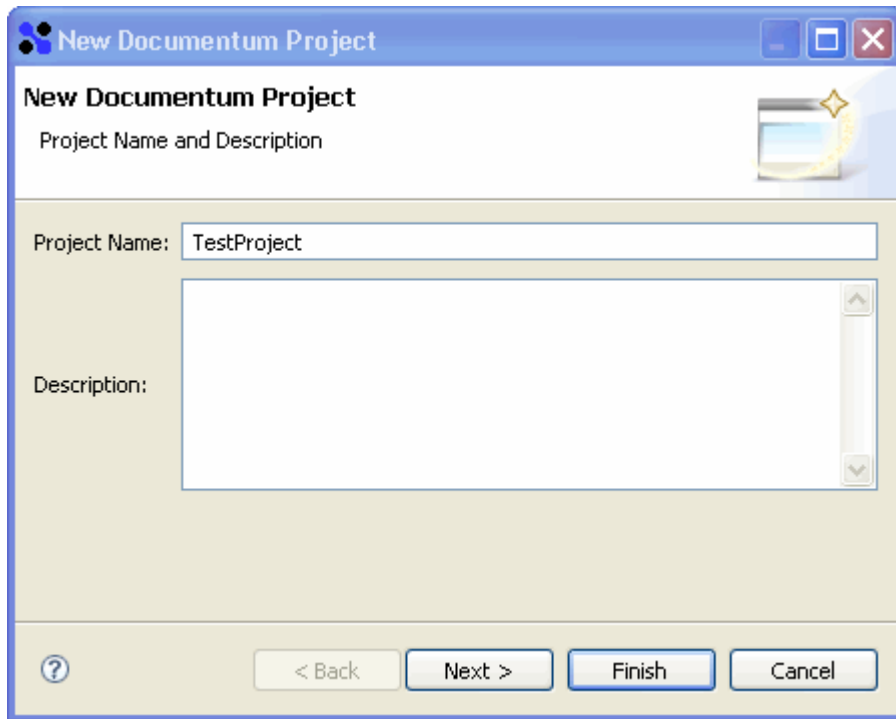 New Documentum Project
New Documentum Project
Project Name and Description
Project Name: TestProject
Description:
? < Back Next > Finish Cancel